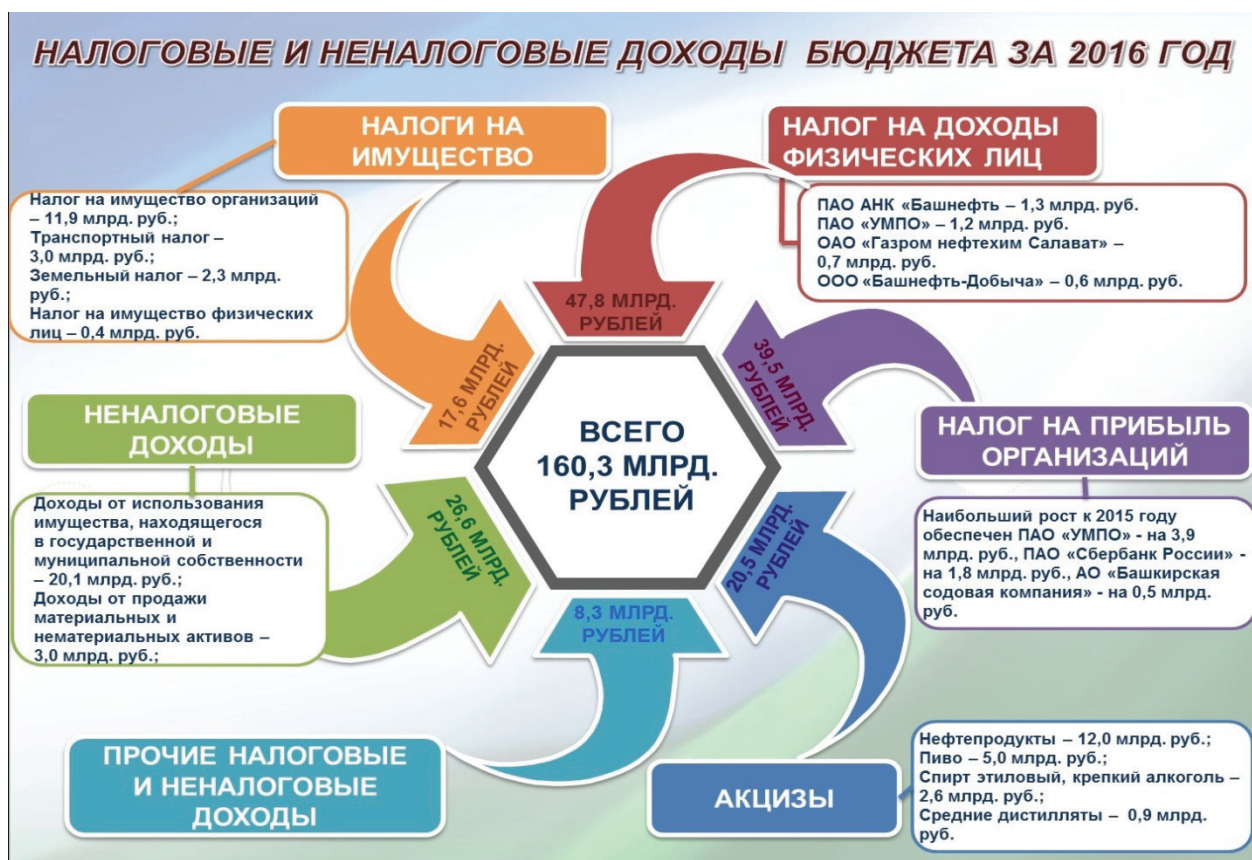 НАЛОГОВЫЕ И НЕНАЛОГОВЫЕ ДОХОДЫ БЮДЖЕТА ЗА 2016 ГОД
НАЛОГИ НА
ИМУЩЕСТВО
Налог на имущество организаций
– 11,9 млрд. руб.;
Транспортный налог –
3,0 млрд. руб.;
Земельный налог – 2,3 млрд.
руб.;
Налог на имущество физических
лиц – 0,4 млрд. руб.
17,6 МЛРД.
РУБЛЕЙ
НАЛОГ НА ДОХОДЫ
ФИЗИЧЕСКИХ ЛИЦ
ПАО АНК «Башнефть – 1,3 млрд. руб.
ПАО «УМПО» – 1,2 млрд. руб.
ОАО «Газром нефтехим Салават» –
0,7 млрд. руб.
ООО «Башнефть-Добыча» – 0,6 млрд. руб.
47,8 МЛРД.
РУБЛЕЙ
39,5 МЛРД.
РУБЛЕЙ
НАЛОГ НА ПРИБЫЛЬ
ОРГАНИЗАЦИЙ
Наибольший рост к 2015 году
обеспечен ПАО «УМПО» - на 3,9
млрд. руб., ПАО «Сбербанк России» -
на 1,8 млрд. руб., АО «Башкирская
содовая компания» - на 0,5 млрд.
руб.
ВСЕГО
160,3 МЛРД.
РУБЛЕЙ
НЕНАЛОГОВЫЕ
ДОХОДЫ
Доходы от использования
имущества, находящегося
в государственной и
муниципальной собственности
– 20,1 млрд. руб.;
Доходы от продажи
материальных и
нематериальных активов –
3,0 млрд. руб.;
26,6 МЛРД.
РУБЛЕЙ
8,3 МЛРД.
РУБЛЕЙ
20,5 МЛРД.
РУБЛЕЙ
ПРОЧИЕ НАЛОГОВЫЕ
И НЕНАЛОГОВЫЕ
ДОХОДЫ
АКЦИЗЫ
Нефтепродукты – 12,0 млрд. руб.;
Пиво – 5,0 млрд. руб.;
Спирт этиловый, крепкий алкоголь –
2,6 млрд. руб.;
Средние дистилляты – 0,9 млрд.
руб.